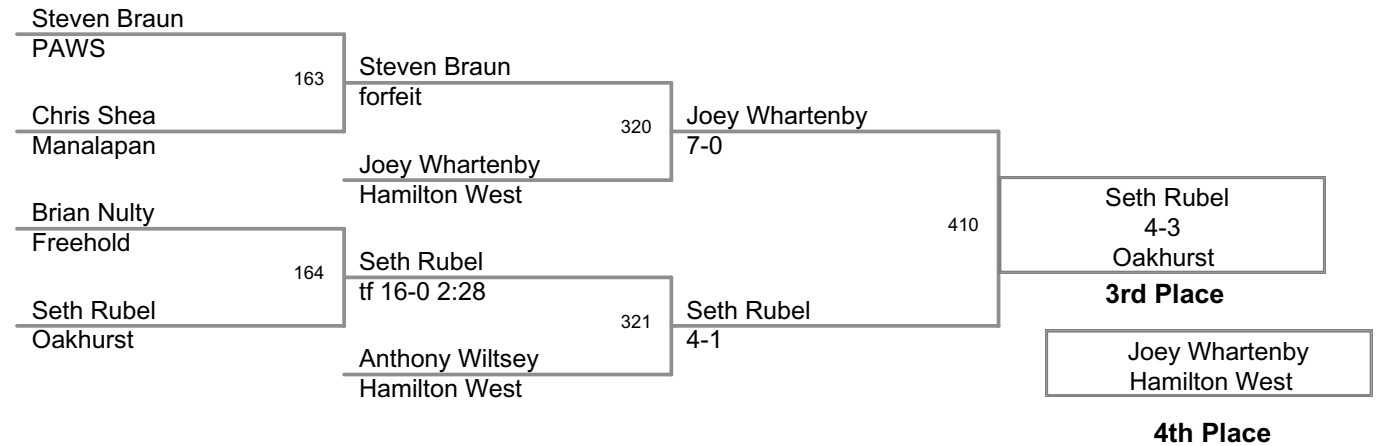 Steven Braun
PAWS
163
Chris Shea
Manalapan
Steven Braun
forfeit
320
Joey Whartenby
Hamilton West
Joey Whartenby
7-0
Brian Nulty
Freehold
164
Seth Rubel
Oakhurst
Seth Rubel
tf 16-0 2:28
321
Anthony Wiltsey
Hamilton West
Seth Rubel
4-1
410
Seth Rubel
4-3
Oakhurst
3rd Place
Joey Whartenby
Hamilton West
4th Place